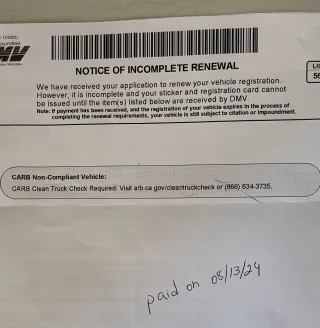 CALIFORNIA
DMV
NOTICE OF INCOMPLETE RENEWAL
We have received your application to renew your vehicle registration.
However, it is incomplete and your sticker and registration card cannot
be issued until the item(s) listed below are received by DMV.
Note: If payment has been received, and the registration of your vehicle expires in the process of
completing the renewal requirements, your vehicle is still subject to citation or impoundment.
CARB Non-Compliant Vehicle:
CARB Clean Truck Check Required: Visit arb.ca.gov/cleantruckcheck or (866) 634-3735.
paid on 08/13/24